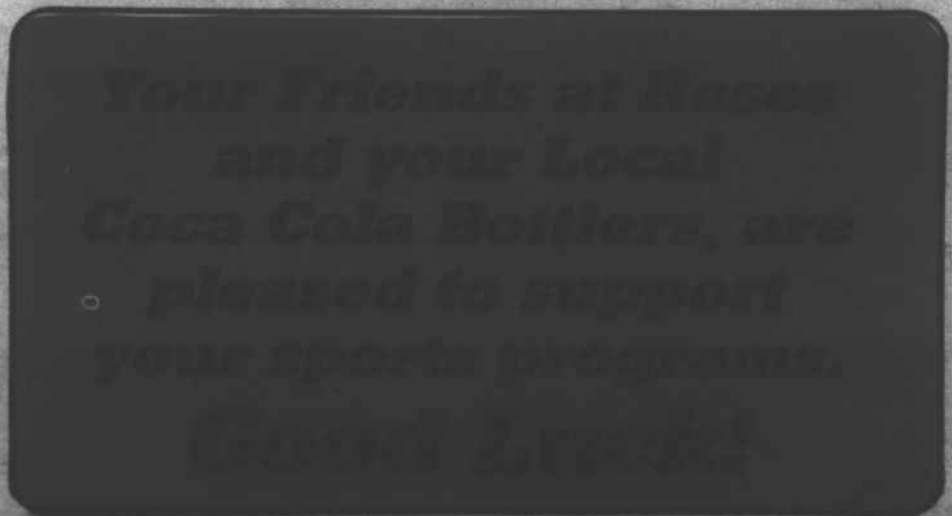 Your Friends at Roses
and your Local
Coca Cola Bottlers, are
pleased to support
your sports programs.
Good Luck!